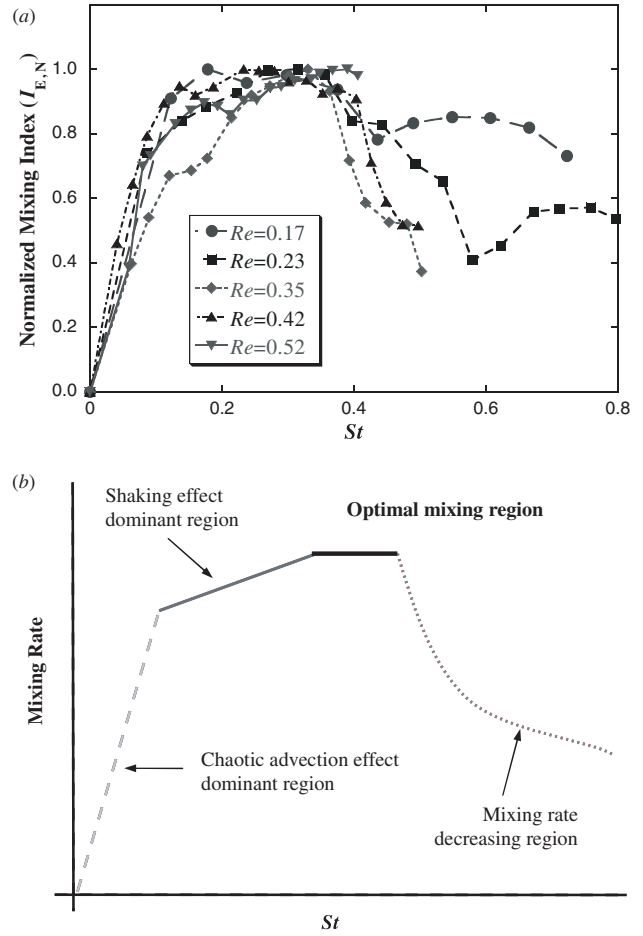 (a)
Normalized Mixing Index (I_E,N)
1.0
0.8
0.6
0.4
0.2
0.0
Re=0.17
Re=0.23
Re=0.35
Re=0.42
Re=0.52
0
0.2
0.4
0.6
0.8
St
(b)
Shaking effect
dominant region
Optimal mixing region
Mixing Rate
Chaotic advection effect
dominant region
Mixing rate
decreasing region
St